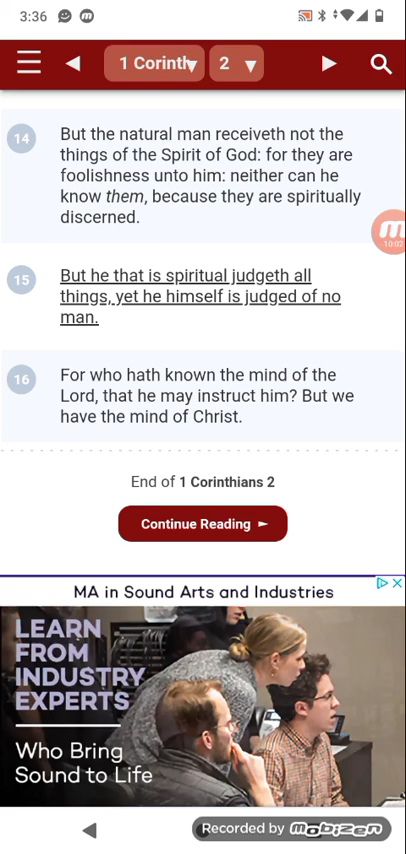 3:36
1 Corinth
2
14
But the natural man receiveth not the
things of the Spirit of God: for they are
foolishness unto him: neither can he
know them, because they are spiritually
discerned.
10:02
15
But he that is spiritual judgeth all
things, yet he himself is judged of no
man.
16
For who hath known the mind of the
Lord, that he may instruct him? But we
have the mind of Christ.
End of 1 Corinthians 2
Continue Reading
MA in Sound Arts and Industries
LEARN
FROM
INDUSTRY
EXPERTS
Who Bring
Sound to Life
Recorded by mobizen